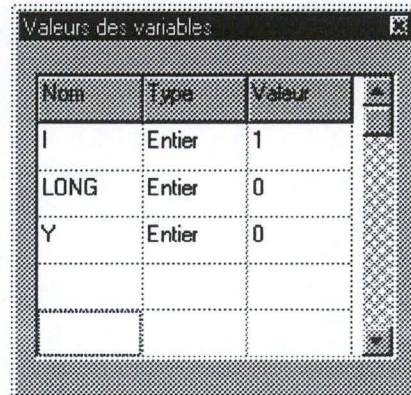 Valeurs des variables
Nom Type Valeur
I Entier 1
LONG Entier 0
Y Entier 0